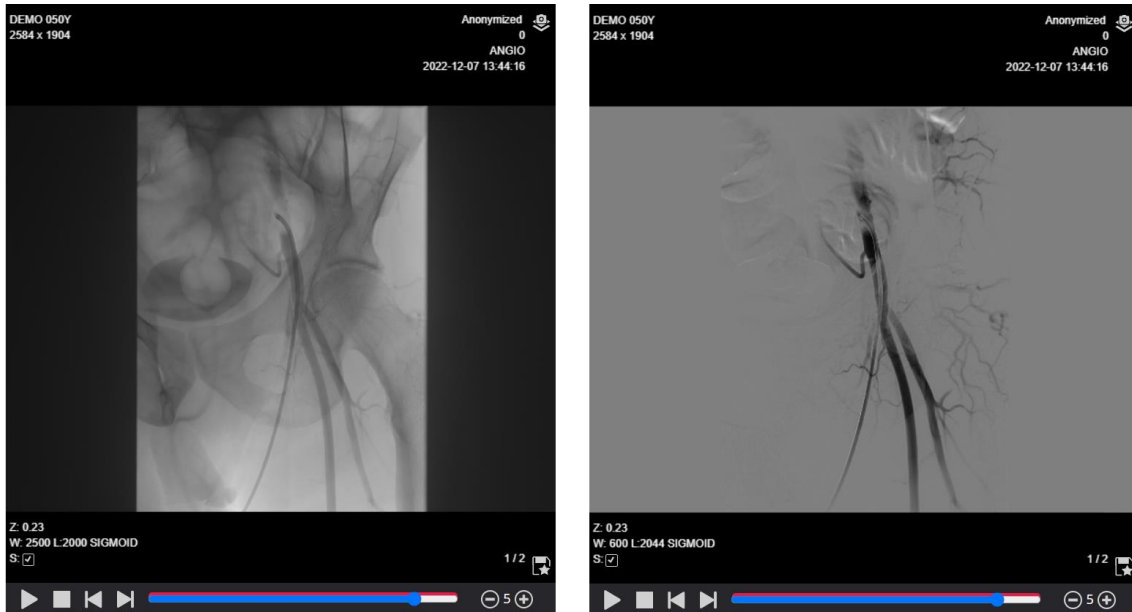 DEMO 050Y
2584 x 1904
Anonymized
0
ANGIO
2022-12-07 13:44:16
Z: 0.23
W: 2500 L:2000 SIGMOID
S:
1 / 2
5
DEMO 050Y
2584 x 1904
Anonymized
0
ANGIO
2022-12-07 13:44:16
Z: 0.23
W: 600 L:2044 SIGMOID
S:
1 / 2
5